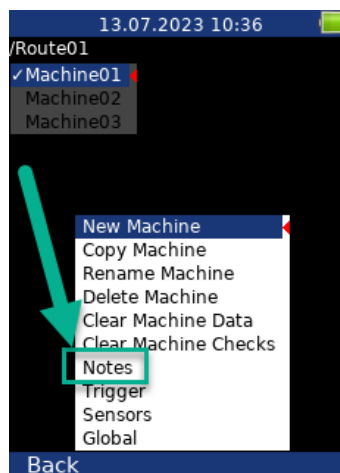 13.07.2023 10:36
/Route01
✓Machine01
Machine02
Machine03
New Machine
Copy Machine
Rename Machine
Delete Machine
Clear Machine Data
Clear Machine Checks
Notes
Trigger
Sensors
Global
Back